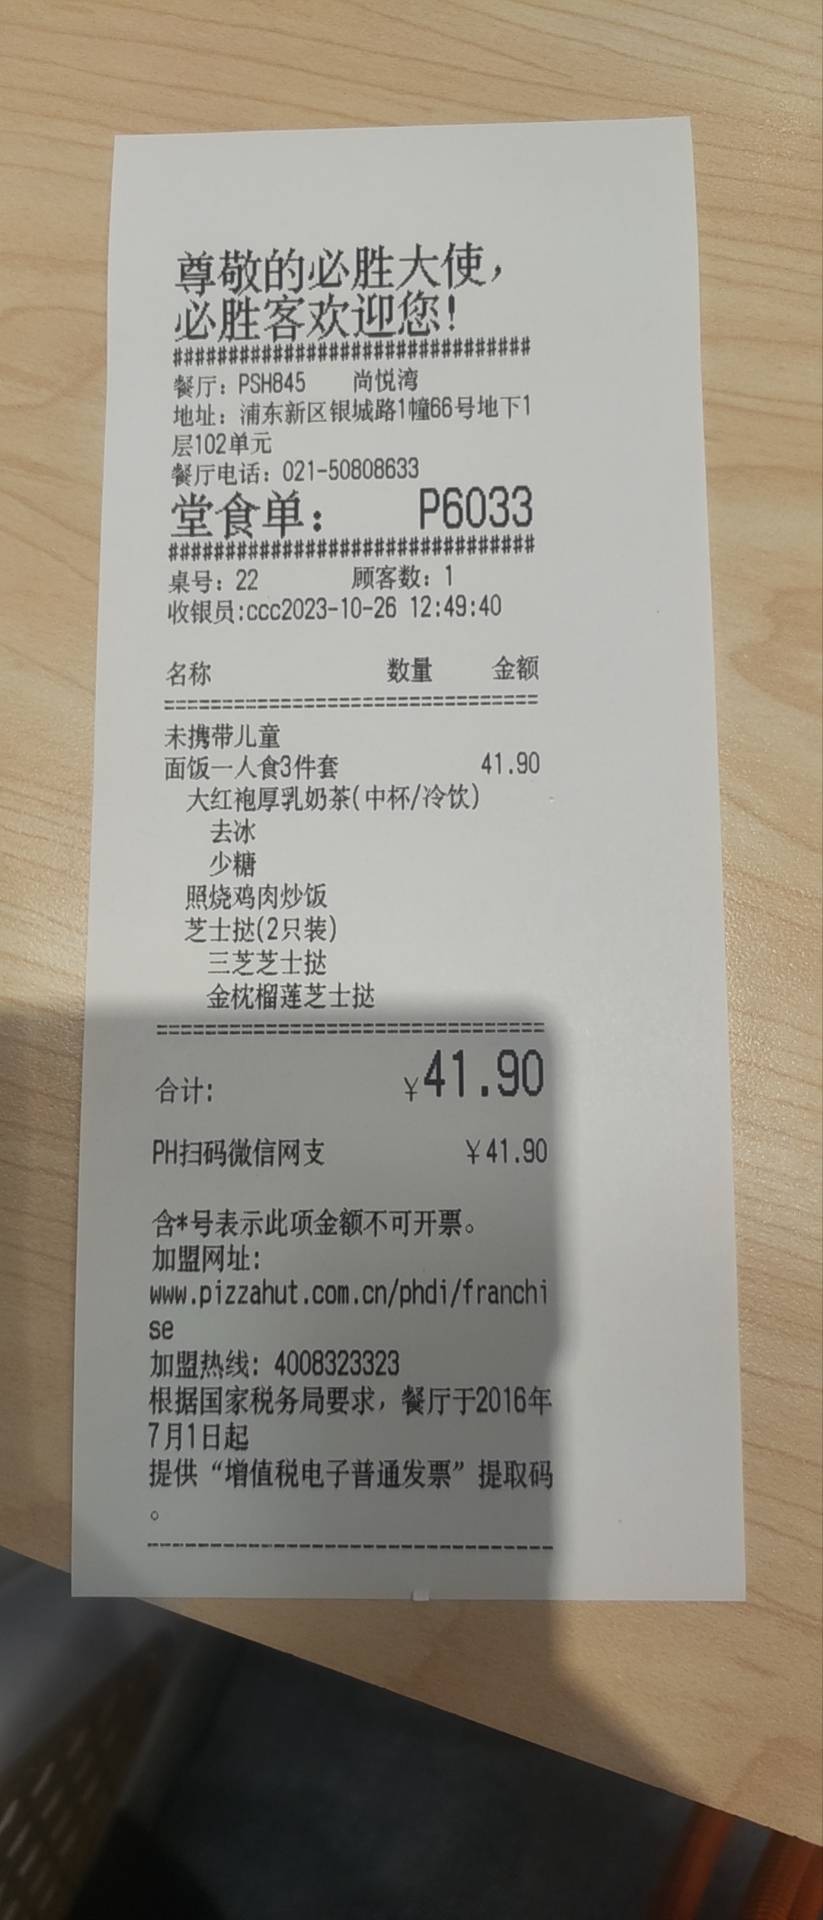 尊敬的必胜大使，
必胜客欢迎您!
################################
餐厅: PSH845 尚悦湾
地址: 浦东新区银城路1幢66号地下1
层102单元
餐厅电话: 021-50808633
堂食单: P6033
################################
桌号: 22 顾客数: 1
收银员:ccc2023-10-26 12:49:40
名称 数量 金额
================================
未携带儿童
面饭一人食3件套 41.90
大红袍厚乳奶茶(中杯/冷饮)
去冰
少糖
照烧鸡肉炒饭
芝士挞(2只装)
三芝芝士挞
金枕榴莲芝士挞
================================
合计: ￥41.90
PH扫码微信网支 ￥41.90
含*号表示此项金额不可开票。
加盟网址:
www.pizzahut.com.cn/phdi/franchi
se
加盟热线: 4008323323
根据国家税务局要求，餐厅于2016年
7月1日起
提供“增值税电子普通发票”提取码
。
--------------------------------